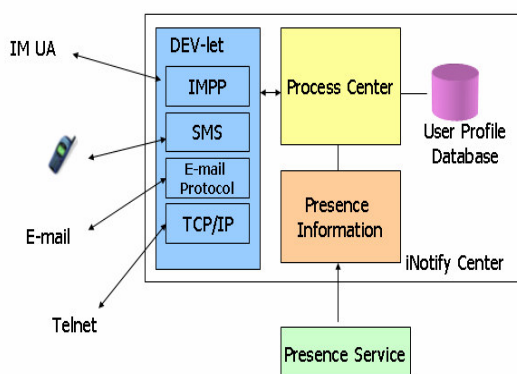 IM UA
E-mail
Telnet
DEV-let
IMPP
SMS
E-mail
Protocol
TCP/IP
Process Center
User Profile
Database
Presence
Information
iNotify Center
Presence Service